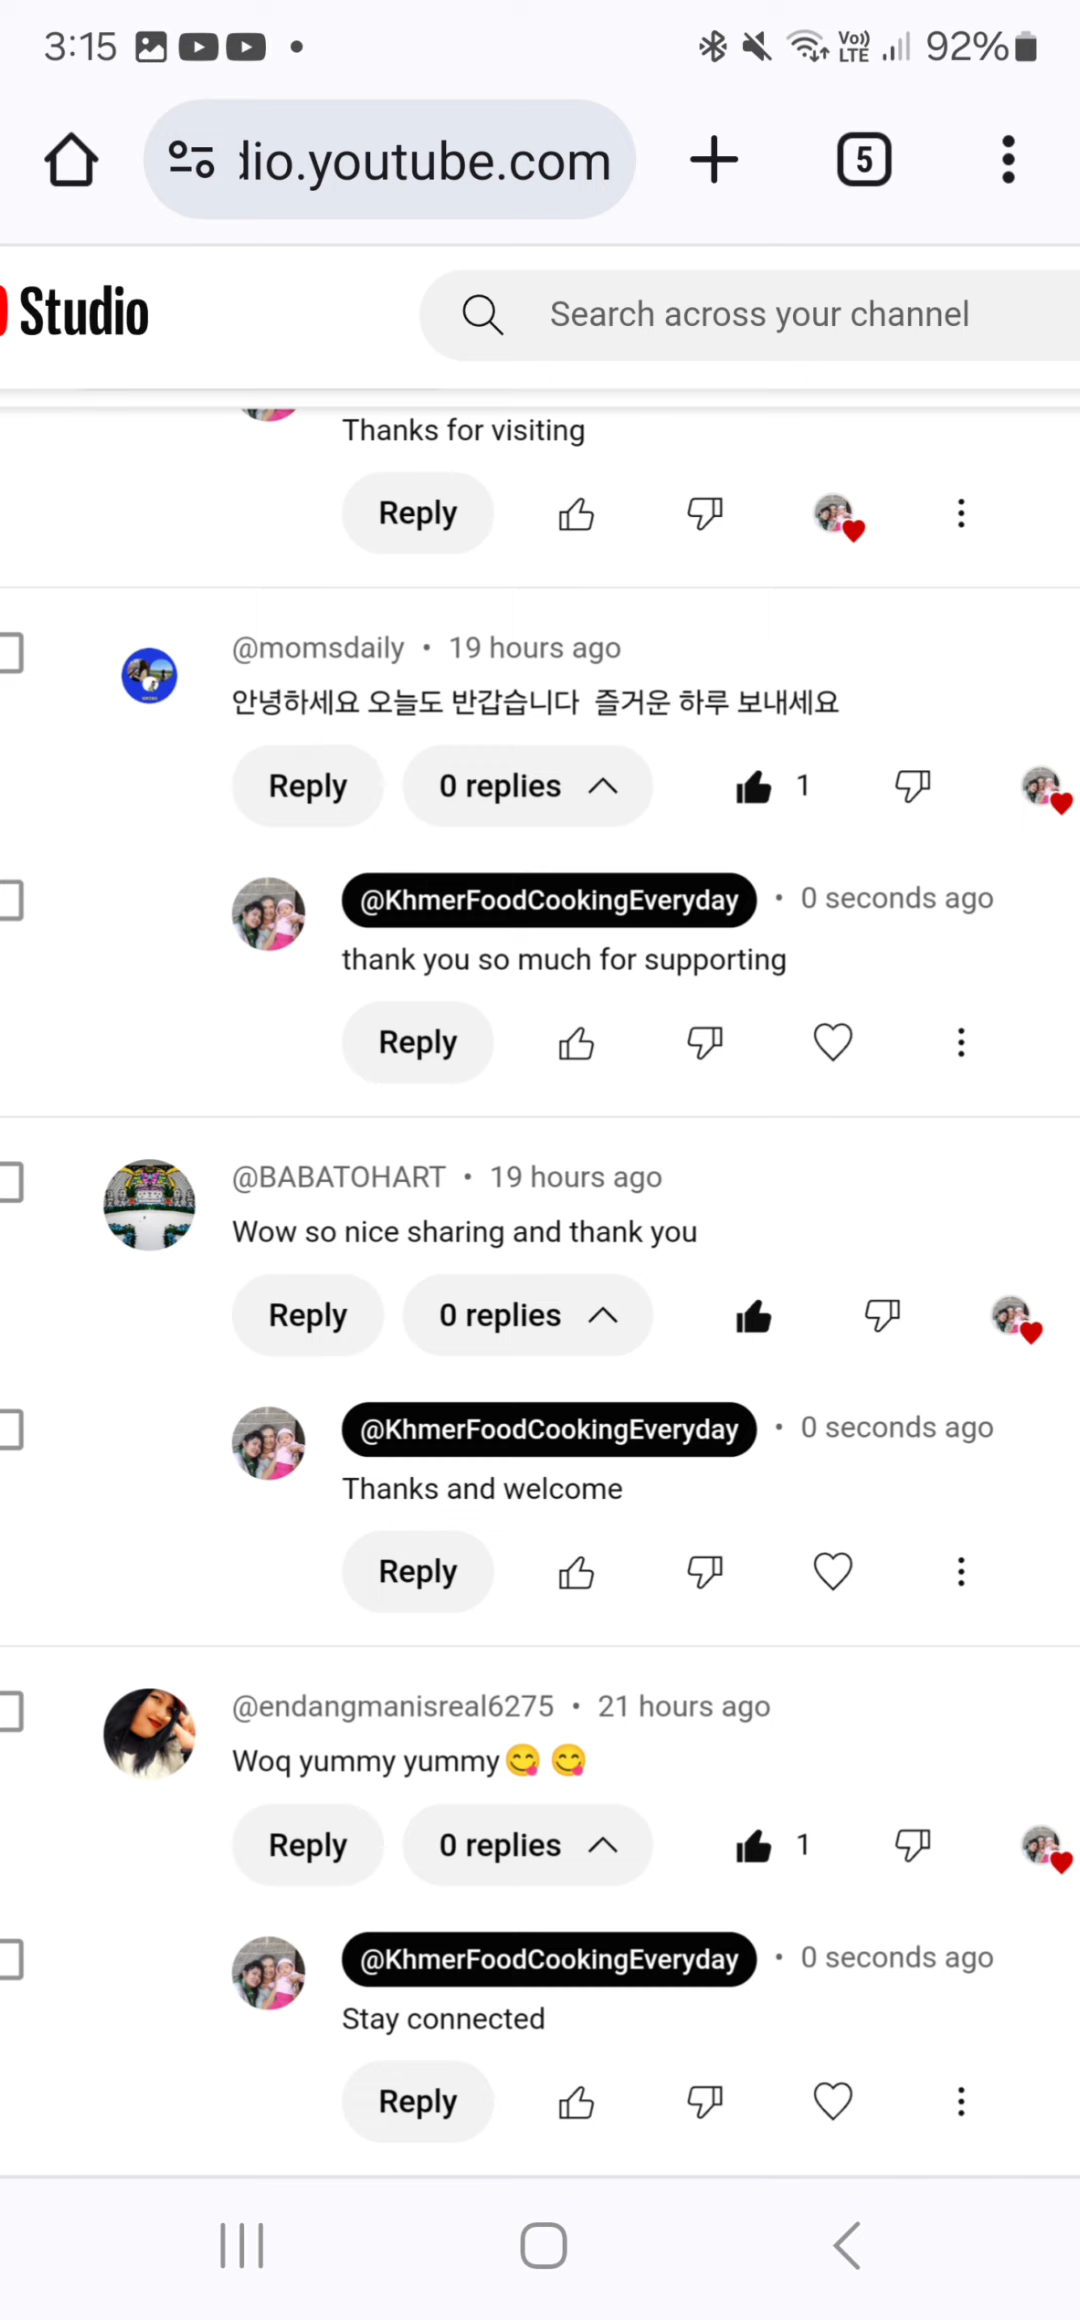 3:15 Vo)) LTE 92%
dio.youtube.com 5
Studio Search across your channel
Thanks for visiting
Reply
@momsdaily • 19 hours ago
안녕하세요 오늘도 반갑습니다 즐거운 하루 보내세요
Reply 0 replies 1
@KhmerFoodCookingEveryday • 0 seconds ago
thank you so much for supporting
Reply
@BABATOHART • 19 hours ago
Wow so nice sharing and thank you
Reply 0 replies
@KhmerFoodCookingEveryday • 0 seconds ago
Thanks and welcome
Reply
@endangmanisreal6275 • 21 hours ago
Woq yummy yummy😋 😋
Reply 0 replies 1
@KhmerFoodCookingEveryday • 0 seconds ago
Stay connected
Reply